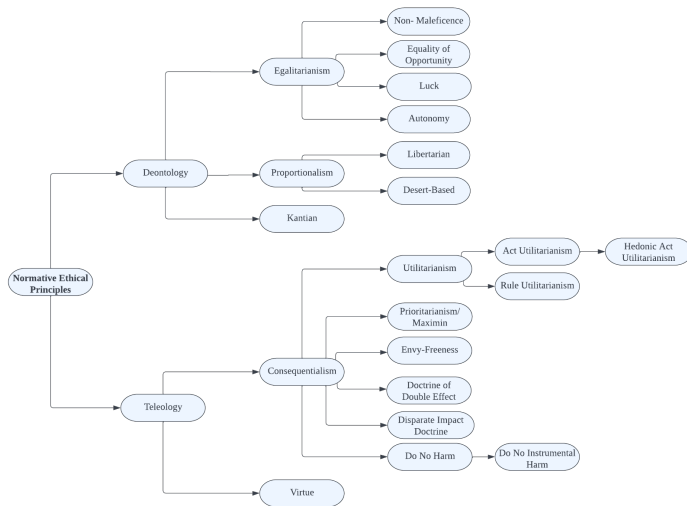 Non- Maleficence
Equality of
Opportunity
Egalitarianism
Luck
Autonomy
Libertarian
Deontology
Proportionalism
Desert-Based
Kantian
Normative Ethical
Principles
Act Utilitarianism
Hedonic Act
Utilitarianism
Utilitarianism
Rule Utilitarianism
Prioritarianism/
Maximin
Envy-Freeness
Consequentialism
Doctrine of
Double Effect
Teleology
Disparate Impact
Doctrine
Do No Harm
Do No Instrumental
Harm
Virtue